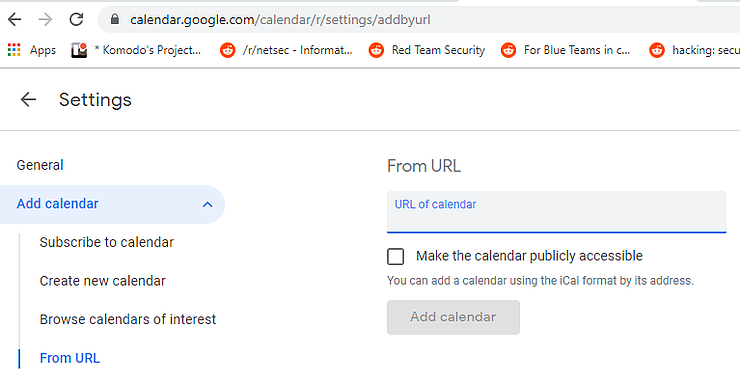 calendar.google.com/calendar/r/settings/addbyurl
Apps * Komodo's Project... /r/netsec - Informat... Red Team Security For Blue Teams in c... hacking: secu
Settings
General
Add calendar
Subscribe to calendar
Create new calendar
Browse calendars of interest
From URL
From URL
URL of calendar
Make the calendar publicly accessible
You can add a calendar using the iCal format by its address.
Add calendar